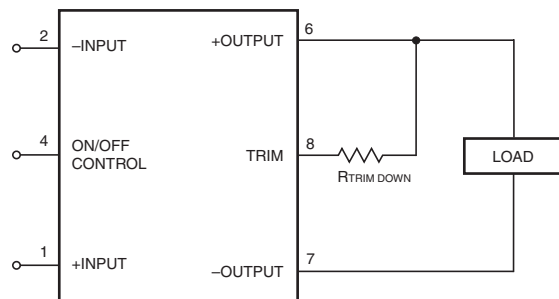 2 –INPUT +OUTPUT 6
4 ON/OFF CONTROL TRIM 8
RTRIM DOWN
LOAD
1 +INPUT –OUTPUT 7